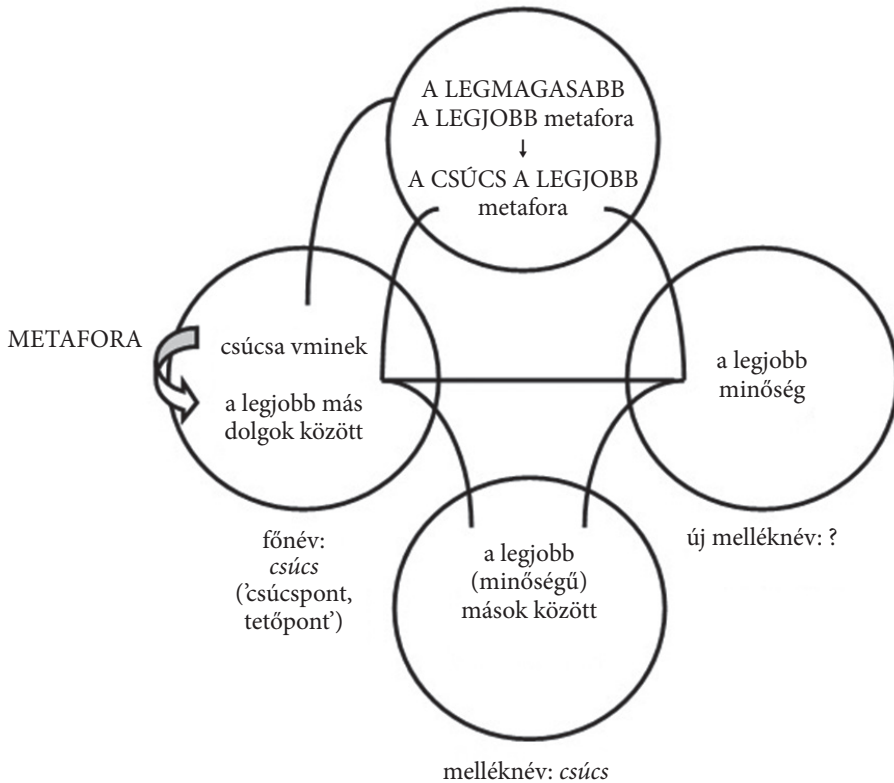 A LEGMAGASABB
A LEGJOBB metafora
↓
A CSÚCS A LEGJOBB
metafora
METAFORA
csúcsa vminek
a legjobb más
dolgok között
a legjobb
minőség
főnév:
csúcs
('csúcspont,
tetőpont')
a legjobb
(minőségű)
mások között
új melléknév: ?
melléknév: csúcs